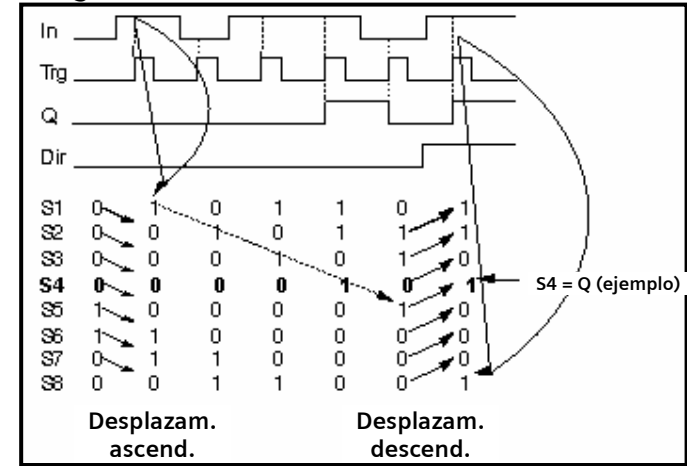 In
Trg
Q
Dir
S1 0 1 0 1 1 0 1
S2 0 0 1 0 1 1 1
S3 0 0 0 1 0 1 0
S4 0 0 0 0 1 0 1 S4 = Q (ejemplo)
S5 1 0 0 0 0 1 0
S6 1 1 0 0 0 0 0
S7 0 1 1 0 0 0 0
S8 0 0 1 1 0 0 1
Desplazam. Desplazam.
ascend. descend.